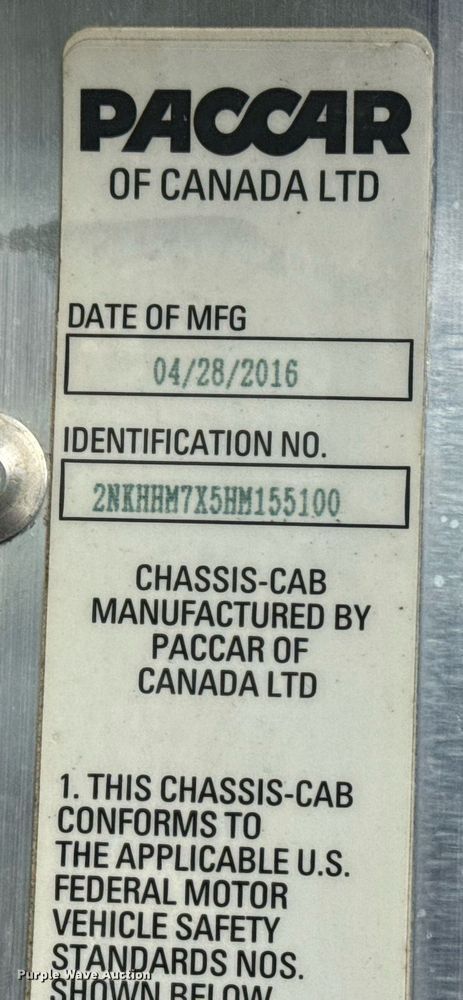 PACCAR
OF CANADA LTD
DATE OF MFG
04/28/2016
IDENTIFICATION NO.
2NKHHM7X5HM155100
CHASSIS-CAB
MANUFACTURED BY
PACCAR OF
CANADA LTD
1. THIS CHASSIS-CAB
CONFORMS TO
THE APPLICABLE U.S.
FEDERAL MOTOR
VEHICLE SAFETY
STANDARDS NOS.
SHOWN BELOW
Purple Wave Auction